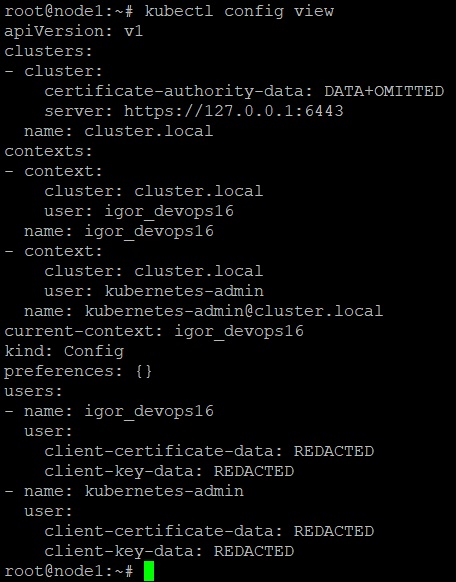 root@node1:~# kubectl config view
apiVersion: v1
clusters:
- cluster:
    certificate-authority-data: DATA+OMITTED
    server: https://127.0.0.1:6443
  name: cluster.local
contexts:
- context:
    cluster: cluster.local
    user: igor_devops16
  name: igor_devops16
- context:
    cluster: cluster.local
    user: kubernetes-admin
  name: kubernetes-admin@cluster.local
current-context: igor_devops16
kind: Config
preferences: {}
users:
- name: igor_devops16
  user:
    client-certificate-data: REDACTED
    client-key-data: REDACTED
- name: kubernetes-admin
  user:
    client-certificate-data: REDACTED
    client-key-data: REDACTED
root@node1:~#